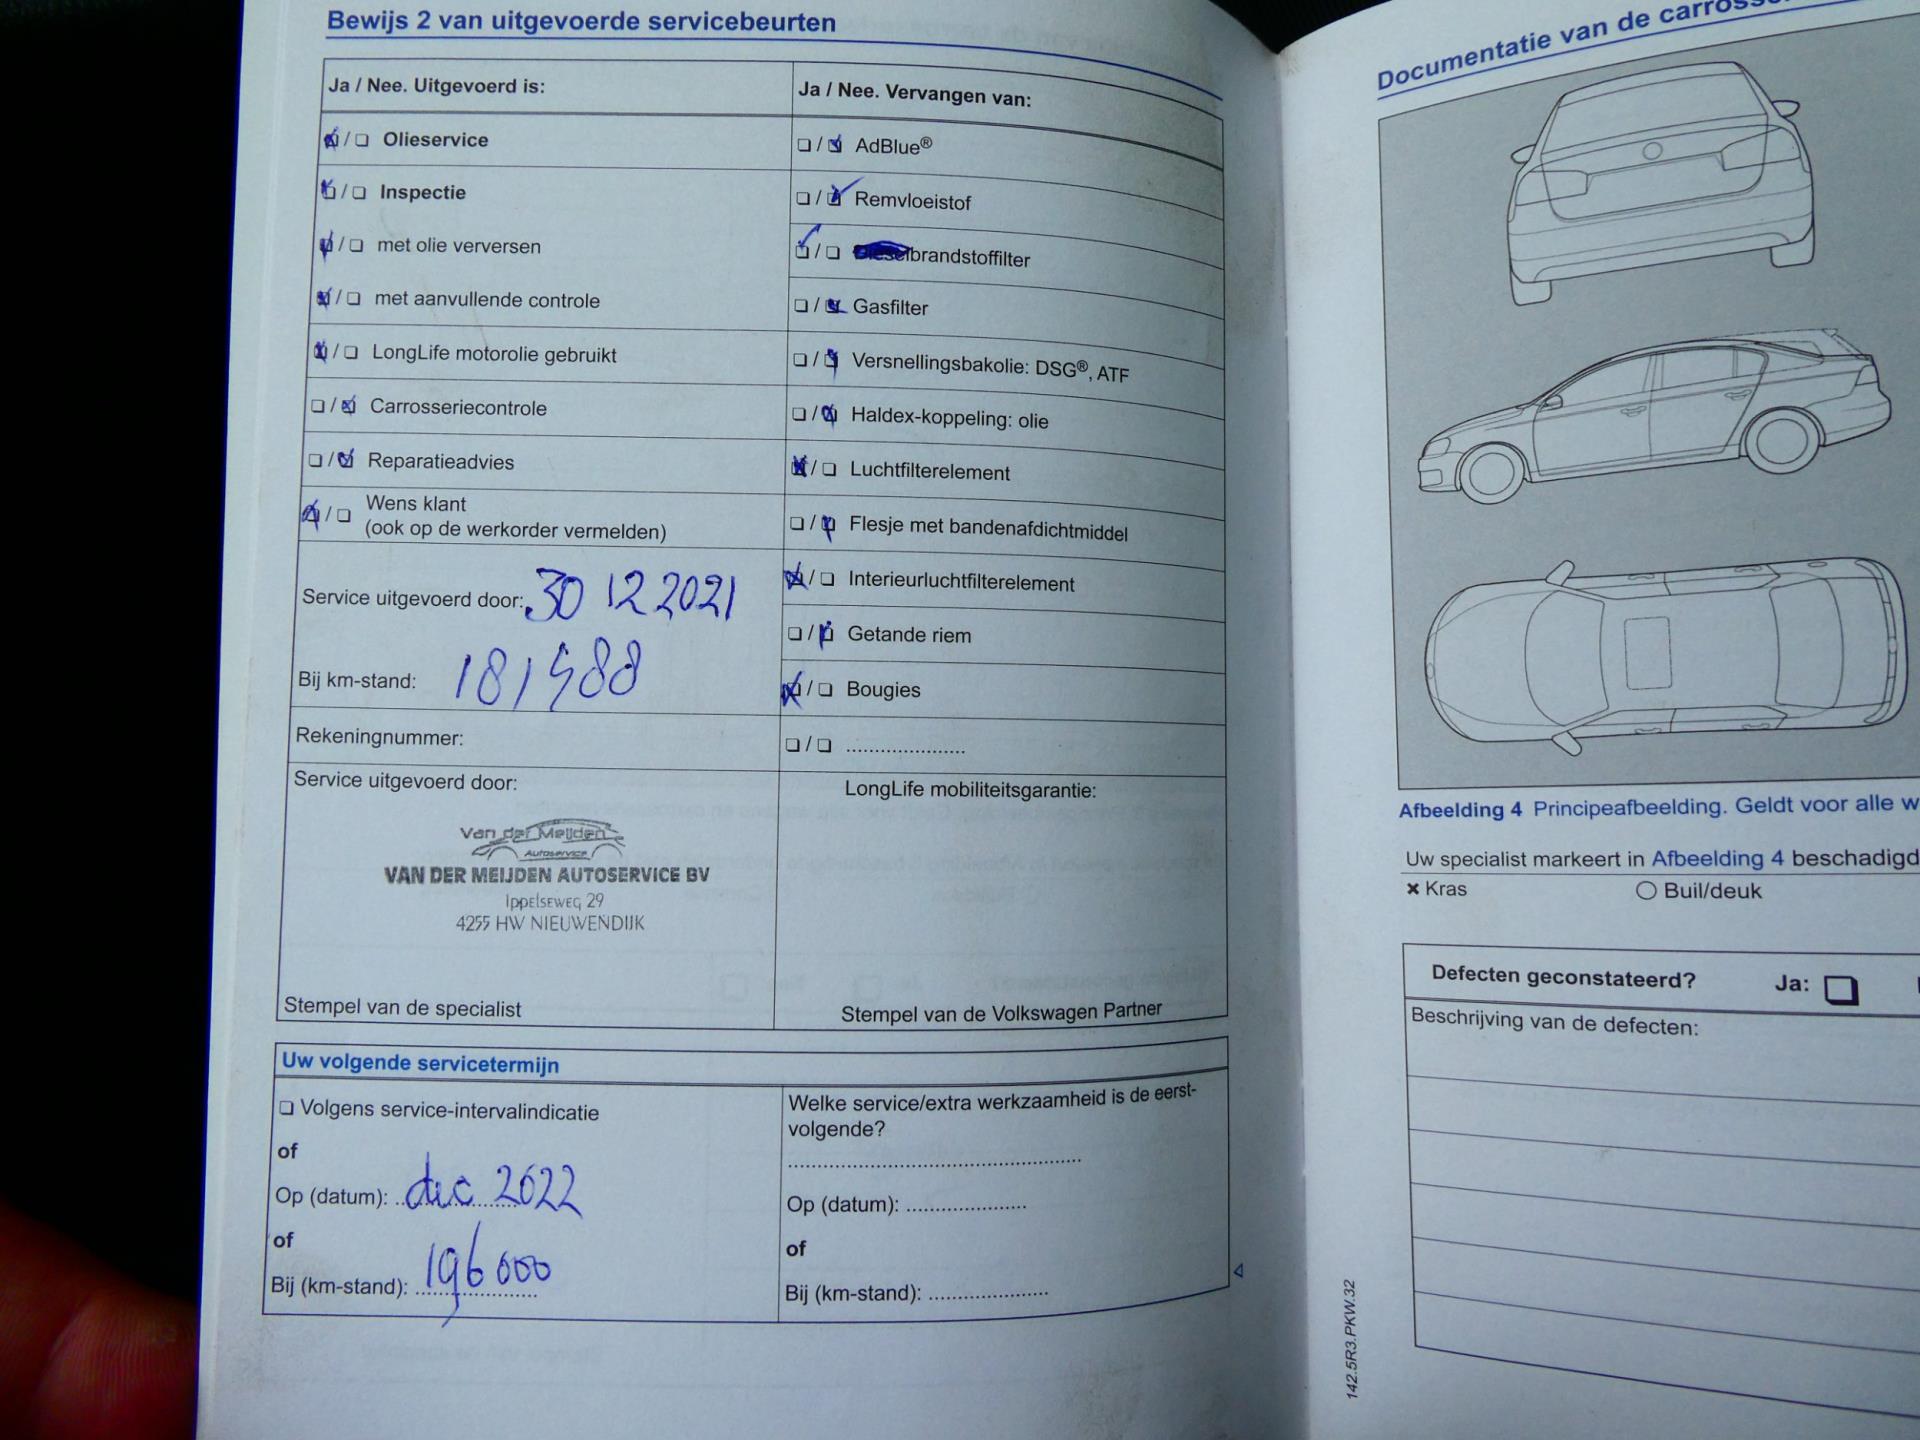 Bewijs 2 van uitgevoerde servicebeurten
Ja / Nee. Uitgevoerd is:
Olieservice
Inspectie
met olie verversen
met aanvullende controle
LongLife motorolie gebruikt
Carrosseriecontrole
Reparatieadvies
Wens klant
(ook op de werkorder vermelden)
Service uitgevoerd door: 30 12 2021
Bij km-stand: 181988
Rekeningnummer:
Service uitgevoerd door:
Van der Meijden
Autoservice
VAN DER MEIJDEN AUTOSERVICE BV
Ippelseweg 29
4255 HW NIEUWENDIJK
Stempel van de specialist
Ja / Nee. Vervangen van:
AdBlue®
Remvloeistof
brandstoffilter
Gasfilter
Versnellingsbakolie: DSG®, ATF
Haldex-koppeling: olie
Luchtfilterelement
Flesje met bandenafdichtmiddel
Interieurluchtfilterelement
Getande riem
Bougies
/ .....................
LongLife mobiliteitsgarantie:
Stempel van de Volkswagen Partner
Uw volgende servicetermijn
Volgens service-intervalindicatie
of
Op (datum): dec 2022
of
Bij (km-stand): 196000
Welke service/extra werkzaamheid is de eerst-
volgende?
Op (datum): .....................
of
Bij (km-stand): .....................
Documentatie van de
Afbeelding 4 Principeafbeelding. Geldt voor alle
Uw specialist markeert in Afbeelding 4
Kras
Buil/deuk
Defecten geconstateerd? Ja:
Beschrijving van de defecten:
142.5R3.PKW.32